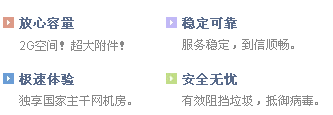 放心容量
2G空间！超大附件！
稳定可靠
服务稳定，到信顺畅。
极速体验
独享国家主干网机房。
安全无忧
有效阻挡垃圾，抵御病毒。